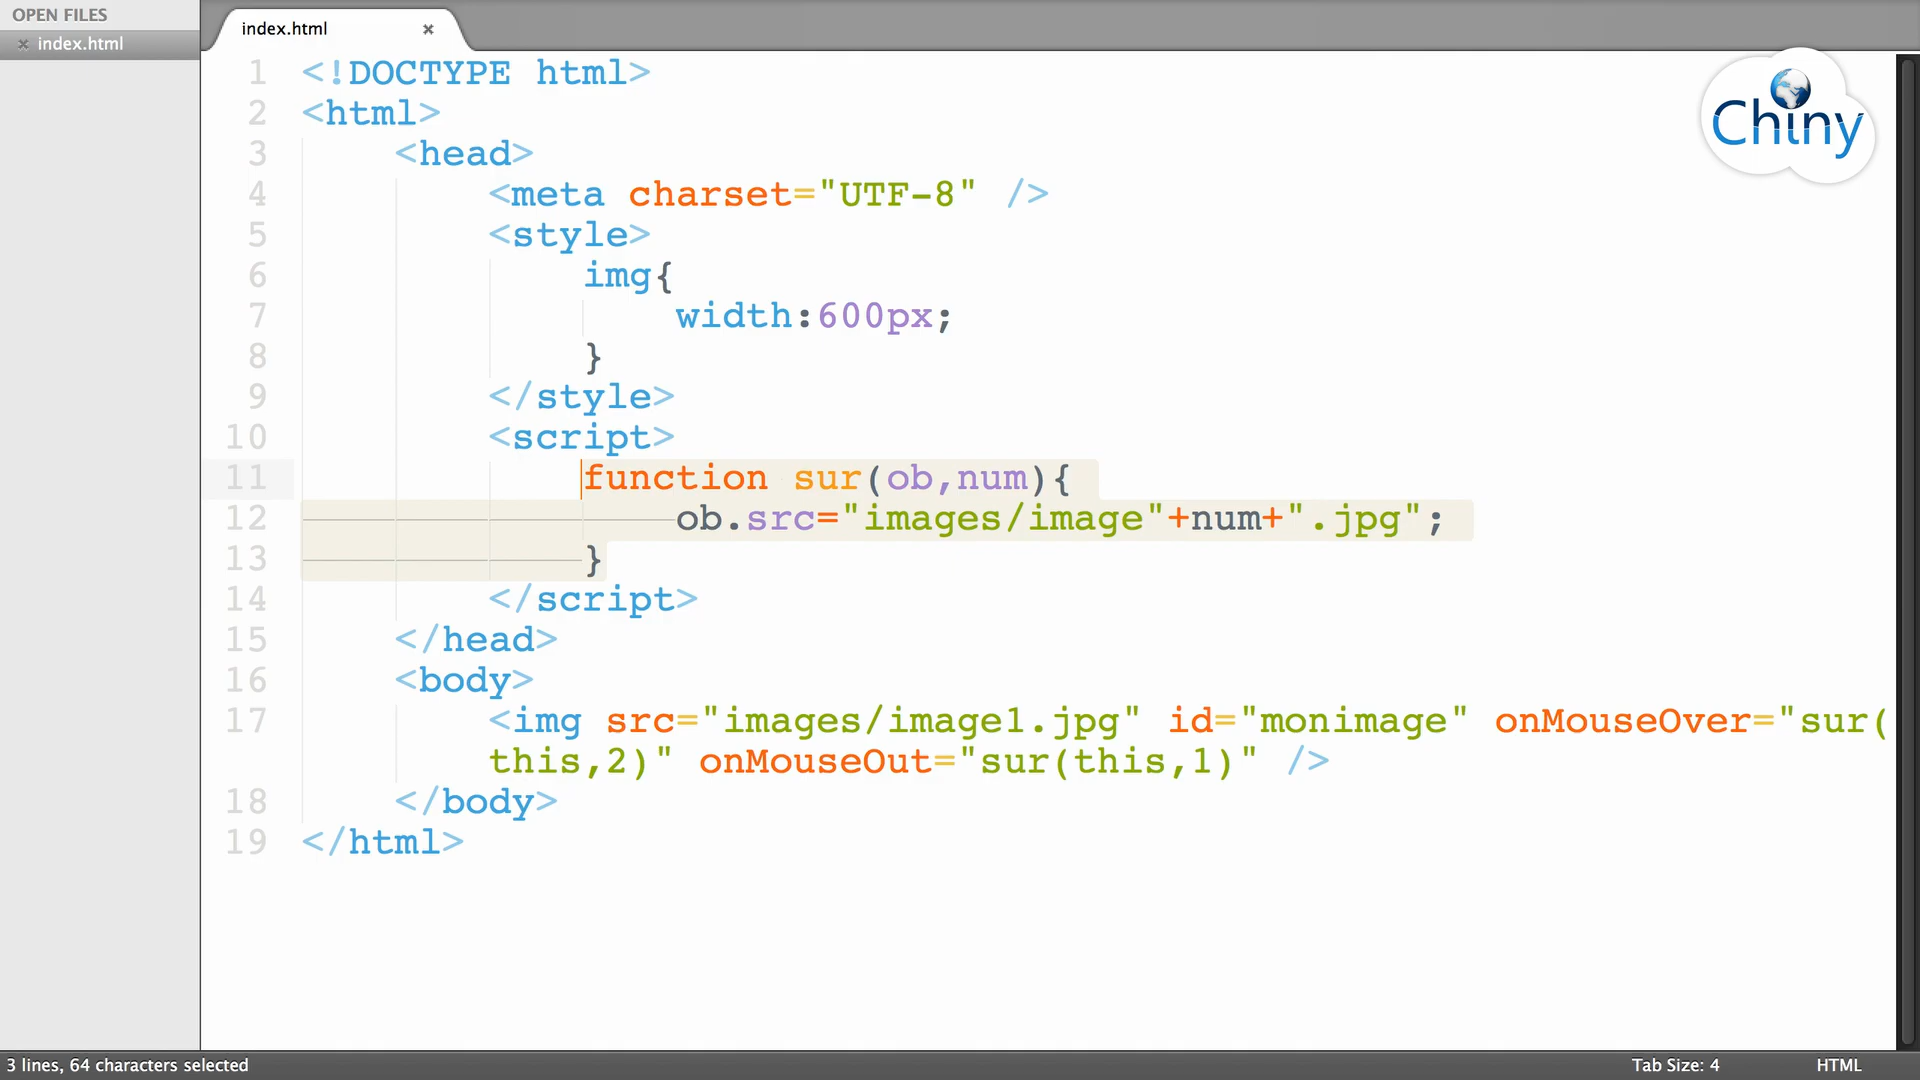 OPEN FILES
index.html
index.html
Chiny
1 <!DOCTYPE html>
2 <html>
3 <head>
4 <meta charset="UTF-8" />
5 <style>
6 img{
7 width:600px;
8 }
9 </style>
10 <script>
11 function sur(ob,num){
12 ob.src="images/image"+num+".jpg";
13 }
14 </script>
15 </head>
16 <body>
17 <img src="images/image1.jpg" id="monimage" onMouseOver="sur(
this,2)" onMouseOut="sur(this,1)" />
18 </body>
19 </html>
3 lines, 64 characters selected
Tab Size: 4
HTML